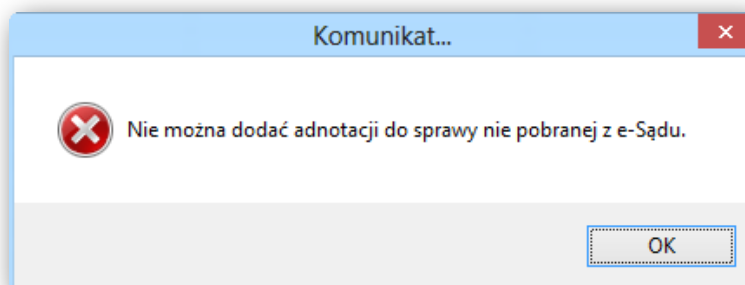 Komunikat...
Nie można dodać adnotacji do sprawy nie pobranej z e-Sądu.
OK